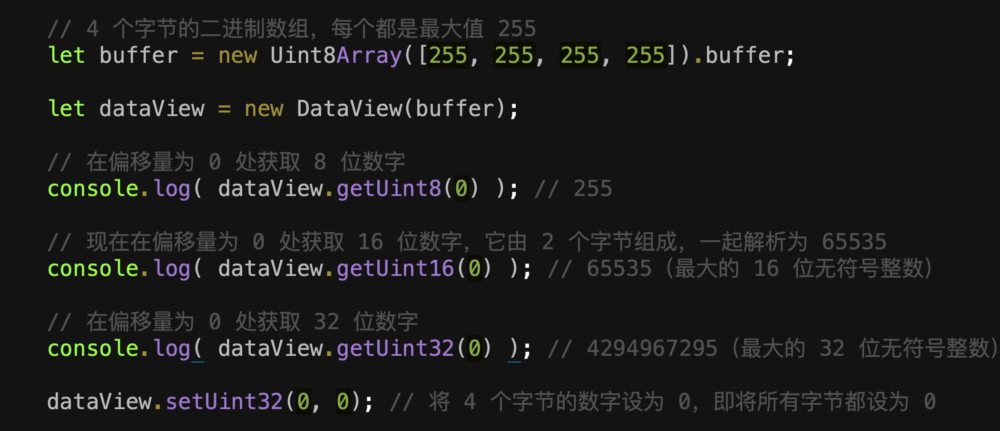 // 4 个字节的二进制数组，每个都是最大值 255
let buffer = new Uint8Array([255, 255, 255, 255]).buffer;
let dataView = new DataView(buffer);
// 在偏移量为 0 处获取 8 位数字
console.log( dataView.getUint8(0) ); // 255
// 现在在偏移量为 0 处获取 16 位数字，它由 2 个字节组成，一起解析为 65535
console.log( dataView.getUint16(0) ); // 65535（最大的 16 位无符号整数）
// 在偏移量为 0 处获取 32 位数字
console.log( dataView.getUint32(0) ); // 4294967295（最大的 32 位无符号整数）
dataView.setUint32(0, 0); // 将 4 个字节的数字设为 0，即将所有字节都设为 0